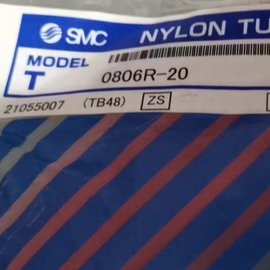 SMC NYLON TU
MODEL
T 0806R-20
21055007 (TB48) ZS